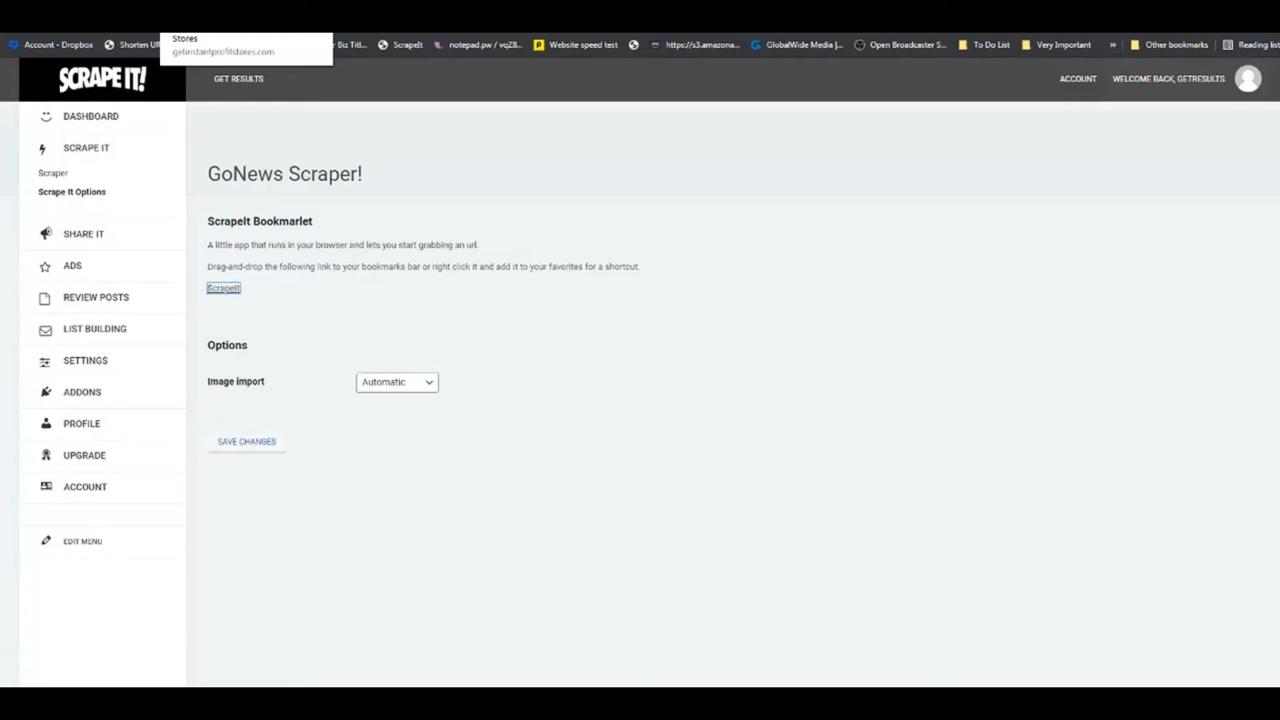 Stores
getinstantprofitstores.com
Account - Dropbox
Shorten UR
Biz Titl...
ScrapeIt
notepad.pw / vqZ8...
Website speed test
https://s3.amazona...
GlobalWide Media |...
Open Broadcaster S...
To Do List
Very Important
»
Other bookmarks
Reading list
SCRAPE IT!
GET RESULTS
ACCOUNT
WELCOME BACK, GETRESULTS
DASHBOARD
SCRAPE IT
Scraper
Scrape It Options
SHARE IT
ADS
REVIEW POSTS
LIST BUILDING
SETTINGS
ADDONS
PROFILE
UPGRADE
ACCOUNT
EDIT MENU
GoNews Scraper!
ScrapeIt Bookmarlet
A little app that runs in your browser and lets you start grabbing an url.
Drag-and-drop the following link to your bookmarks bar or right click it and add it to your favorites for a shortcut.
ScrapeIt
Options
Image import
Automatic
SAVE CHANGES